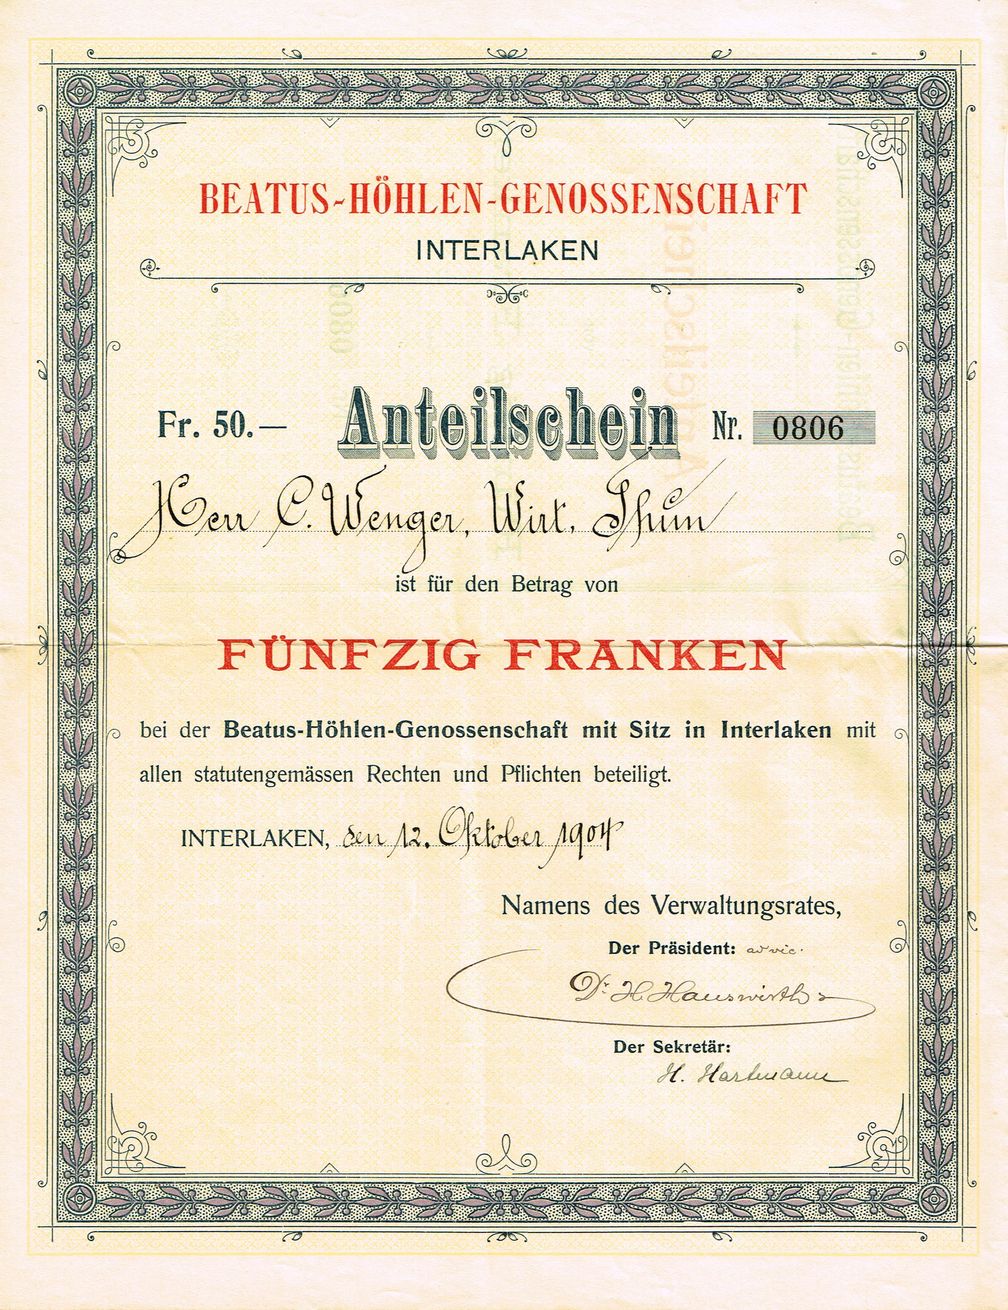 BEATUS-HÖHLEN-GENOSSENSCHAFT
INTERLAKEN
Fr. 50.— Anteilschein Nr. 0806
Herr C. Wenger, Wirt, Thun
ist für den Betrag von
FÜNFZIG FRANKEN
bei der Beatus-Höhlen-Genossenschaft mit Sitz in Interlaken mit
allen statutengemässen Rechten und Pflichten beteiligt.
INTERLAKEN, den 12. Oktober 1904
Namens des Verwaltungsrates,
Der Präsident: ad vic.
Dr. H. Hauswirth
Der Sekretär:
H. Hartmann